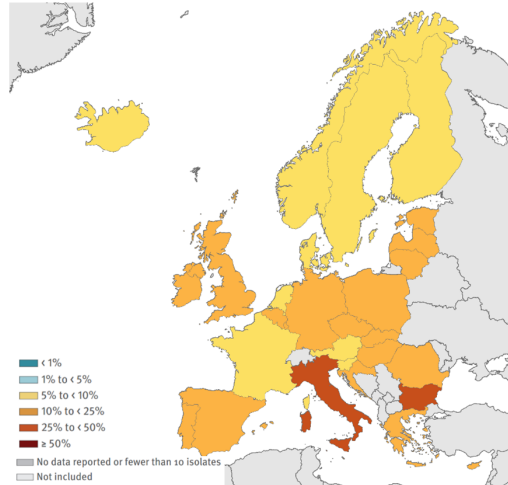 < 1%
1% to < 5%
5% to < 10%
10% to < 25%
25% to < 50%
≥ 50%
No data reported or fewer than 10 isolates
Not included